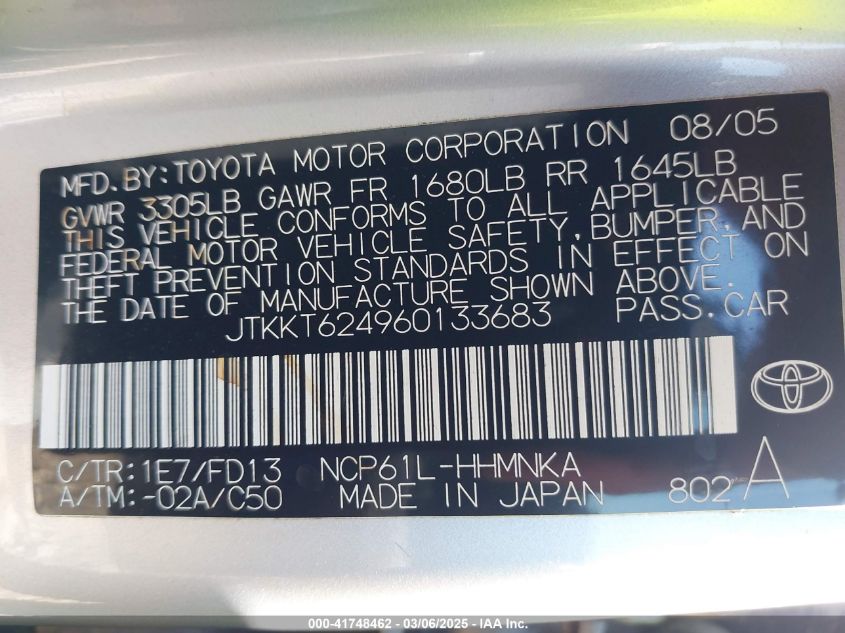 MFD. BY: TOYOTA MOTOR CORPORATION 08/05
GVWR 3305LB GAWR FR 1680LB RR 1645LB
THIS VEHICLE CONFORMS TO ALL APPLICABLE
FEDERAL MOTOR VEHICLE SAFETY, BUMPER, AND
THEFT PREVENTION STANDARDS IN EFFECT ON
THE DATE OF MANUFACTURE SHOWN ABOVE.
JTKKT624960133683 PASS. CAR
C/TR: 1E7/FD13 NCP61L-HHMNKA
A/TM: -02A/C50 MADE IN JAPAN 802 A
000-41748462 - 03/06/2025 - IAA Inc.